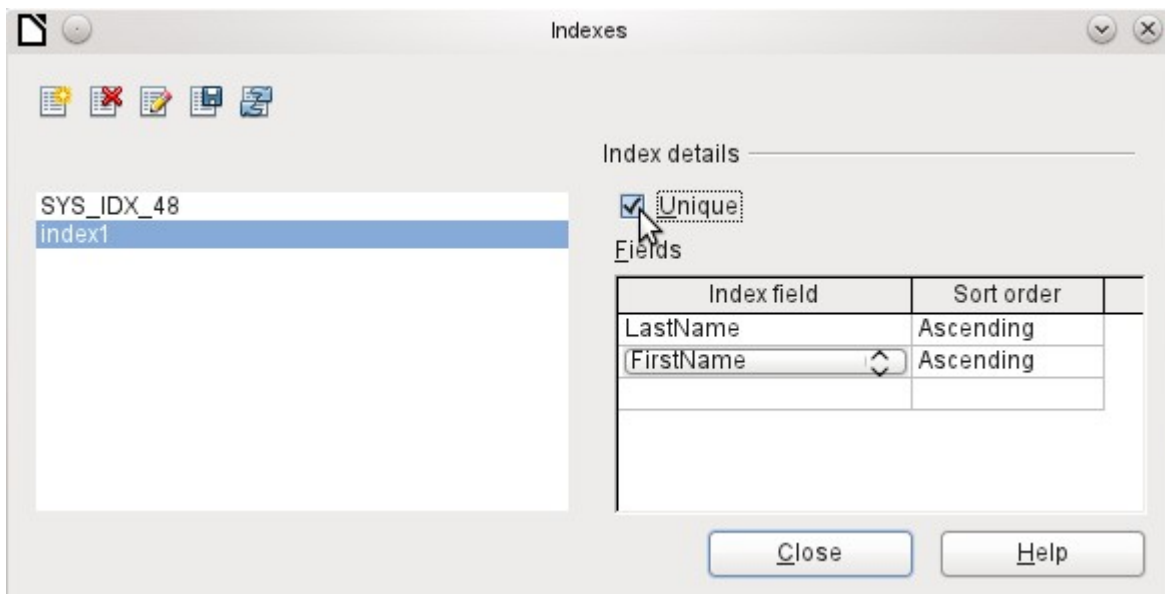 Indexes
Index details
SYS_IDX_48
index1
Unique
Fields
Index field Sort order
LastName Ascending
FirstName Ascending
Close Help